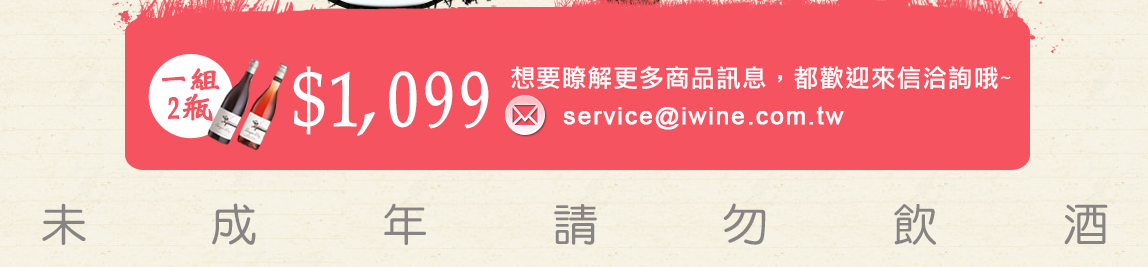 一組
2瓶
$1,099
想要瞭解更多商品訊息，都歡迎來信洽詢哦~
service@iwine.com.tw
未成年請勿飲酒